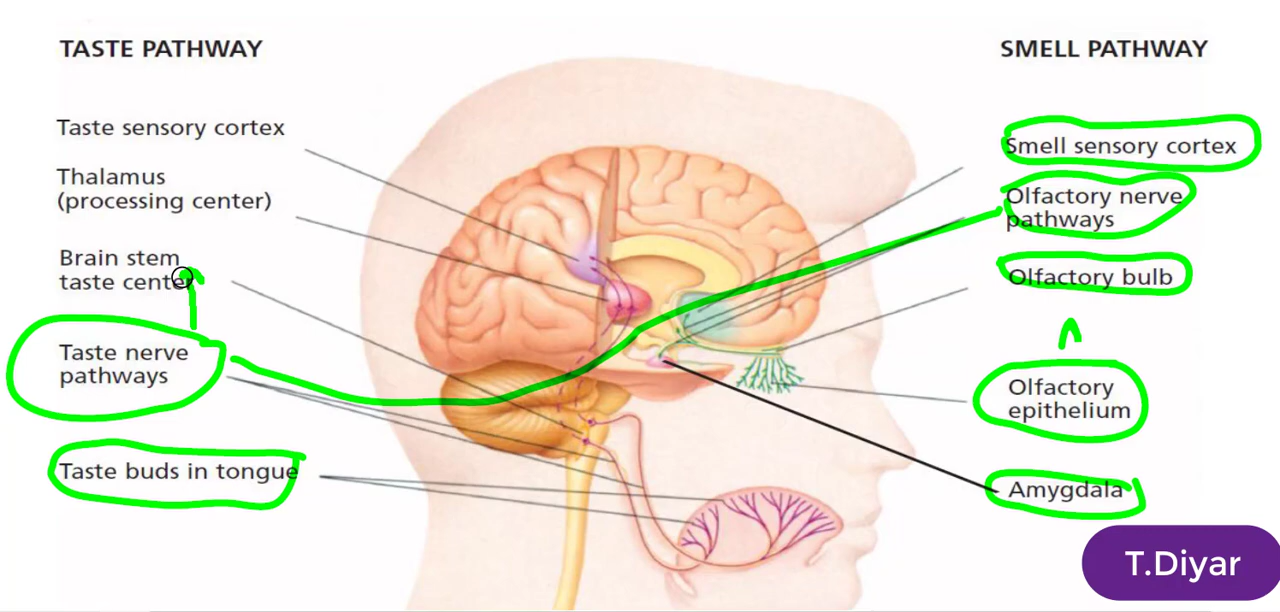 TASTE PATHWAY
Taste sensory cortex
Thalamus
(processing center)
Brain stem
taste center
Taste nerve
pathways
Taste buds in tongue
SMELL PATHWAY
Smell sensory cortex
Olfactory nerve
pathways
Olfactory bulb
Olfactory
epithelium
Amygdala
T.Diyar